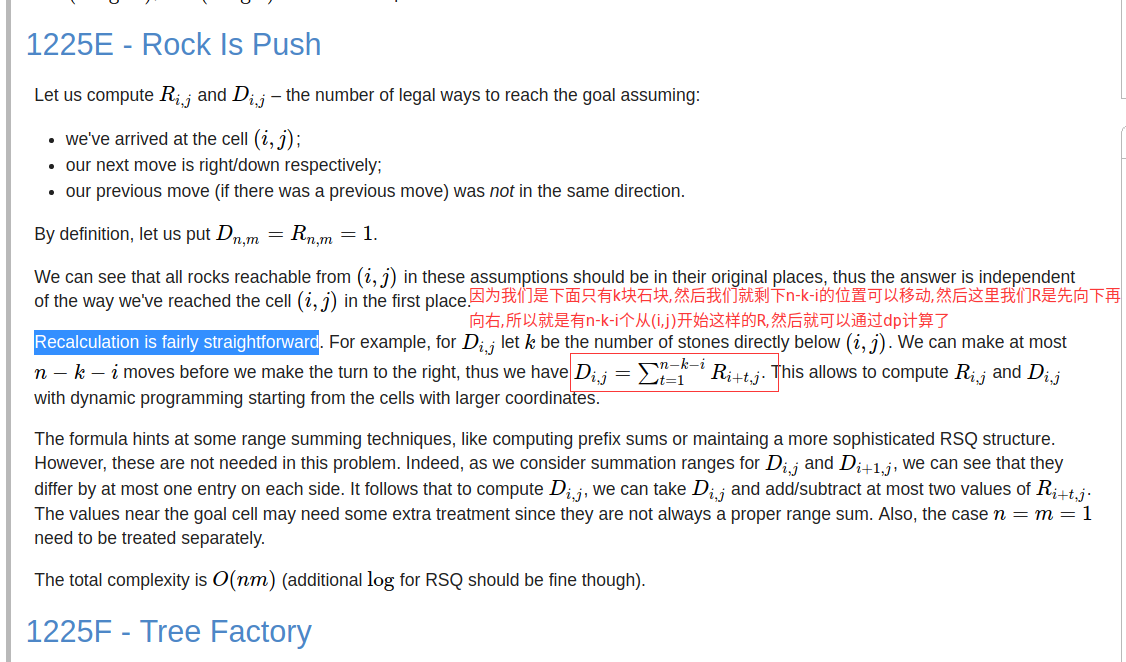 1225E - Rock Is Push
Let us compute R_{i,j} and D_{i,j} – the number of legal ways to reach the goal assuming:
• we've arrived at the cell (i, j);
• our next move is right/down respectively;
• our previous move (if there was a previous move) was not in the same direction.
By definition, let us put D_{n,m} = R_{n,m} = 1.
We can see that all rocks reachable from (i, j) in these assumptions should be in their original places, thus the answer is independent
of the way we've reached the cell (i, j) in the first place.
因为我们是下面只有k块石块,然后我们就剩下n-k-i的位置可以移动,然后这里我们R是先向下再
向右,所以就是有n-k-i个从(i,j)开始这样的R,然后就可以通过dp计算了
Recalculation is fairly straightforward. For example, for D_{i,j} let k be the number of stones directly below (i, j). We can make at most
n − k − i moves before we make the turn to the right, thus we have D_{i,j} = ∑_{t=1}^{n−k−i} R_{i+t,j}. This allows to compute R_{i,j} and D_{i,j}
with dynamic programming starting from the cells with larger coordinates.
The formula hints at some range summing techniques, like computing prefix sums or maintaing a more sophisticated RSQ structure.
However, these are not needed in this problem. Indeed, as we consider summation ranges for D_{i,j} and D_{i+1,j}, we can see that they
differ by at most one entry on each side. It follows that to compute D_{i,j}, we can take D_{i,j} and add/subtract at most two values of R_{i+t,j}.
The values near the goal cell may need some extra treatment since they are not always a proper range sum. Also, the case n = m = 1
need to be treated separately.
The total complexity is O(nm) (additional log for RSQ should be fine though).
1225F - Tree Factory